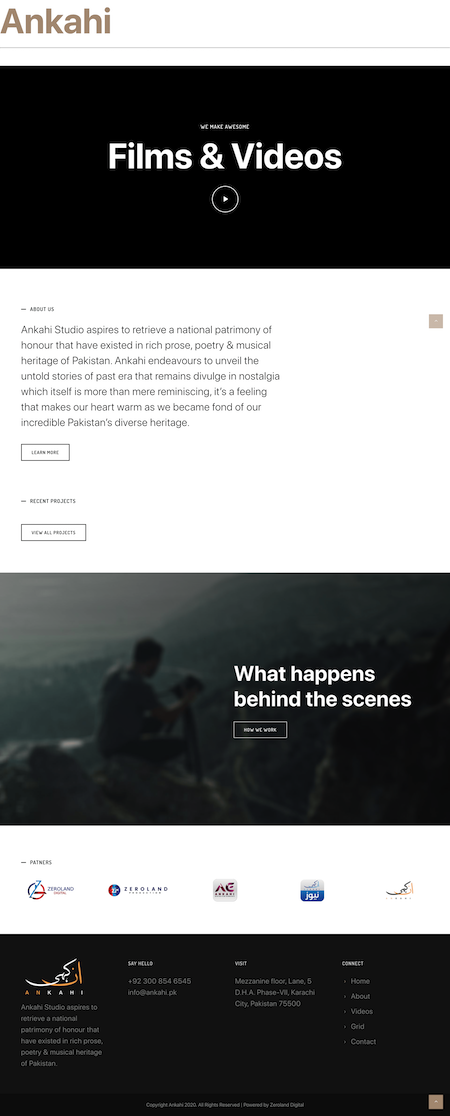 Ankahi
WE MAKE AWESOME
Films & Videos
ABOUT US
Ankahi Studio aspires to retrieve a national patrimony of
honour that have existed in rich prose, poetry & musical
heritage of Pakistan. Ankahi endeavours to unveil the
untold stories of past era that remains divulge in nostalgia
which itself is more than mere reminiscing, it's a feeling
that makes our heart warm as we became fond of our
incredible Pakistan's diverse heritage.
LEARN MORE
RECENT PROJECTS
VIEW ALL PROJECTS
What happens
behind the scenes
HOW WE WORK
PATNERS
ZEROLAND
DIGITAL
ZEROLAND
PRODUCTION
ANKAHI
نیوز
ان کہی
ANKAHI
Ankahi Studio aspires to
retrieve a national
patrimony of honour that
have existed in rich prose,
poetry & musical heritage
of Pakistan.
SAY HELLO
+92 300 854 6545
info@ankahi.pk
VISIT
Mezzanine floor, Lane, 5
D.H.A. Phase-VII, Karachi
City, Pakistan 75500
CONNECT
Home
About
Videos
Grid
Contact
Copyright Ankahi 2020. All Rights Reserved | Powered by Zeroland Digital